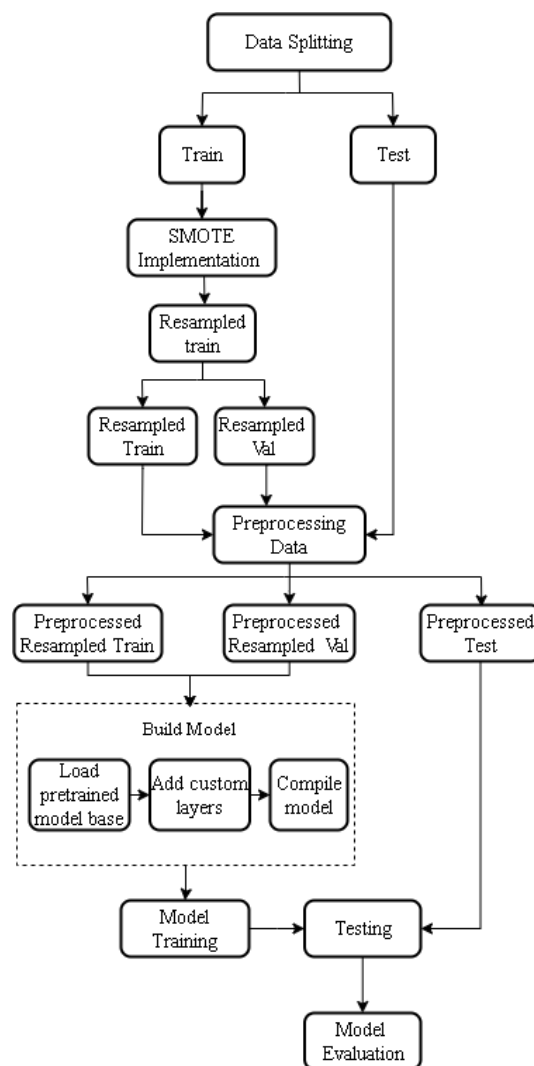 Data Splitting
Train
Test
SMOTE
Implementation
Resampled
train
Resampled
Train
Resampled
Val
Preprocessing
Data
Preprocessed
Resampled Train
Preprocessed
Resampled Val
Preprocessed
Test
Build Model
Load
pretrained
model base
Add custom
layers
Compile
model
Model
Training
Testing
Model
Evaluation